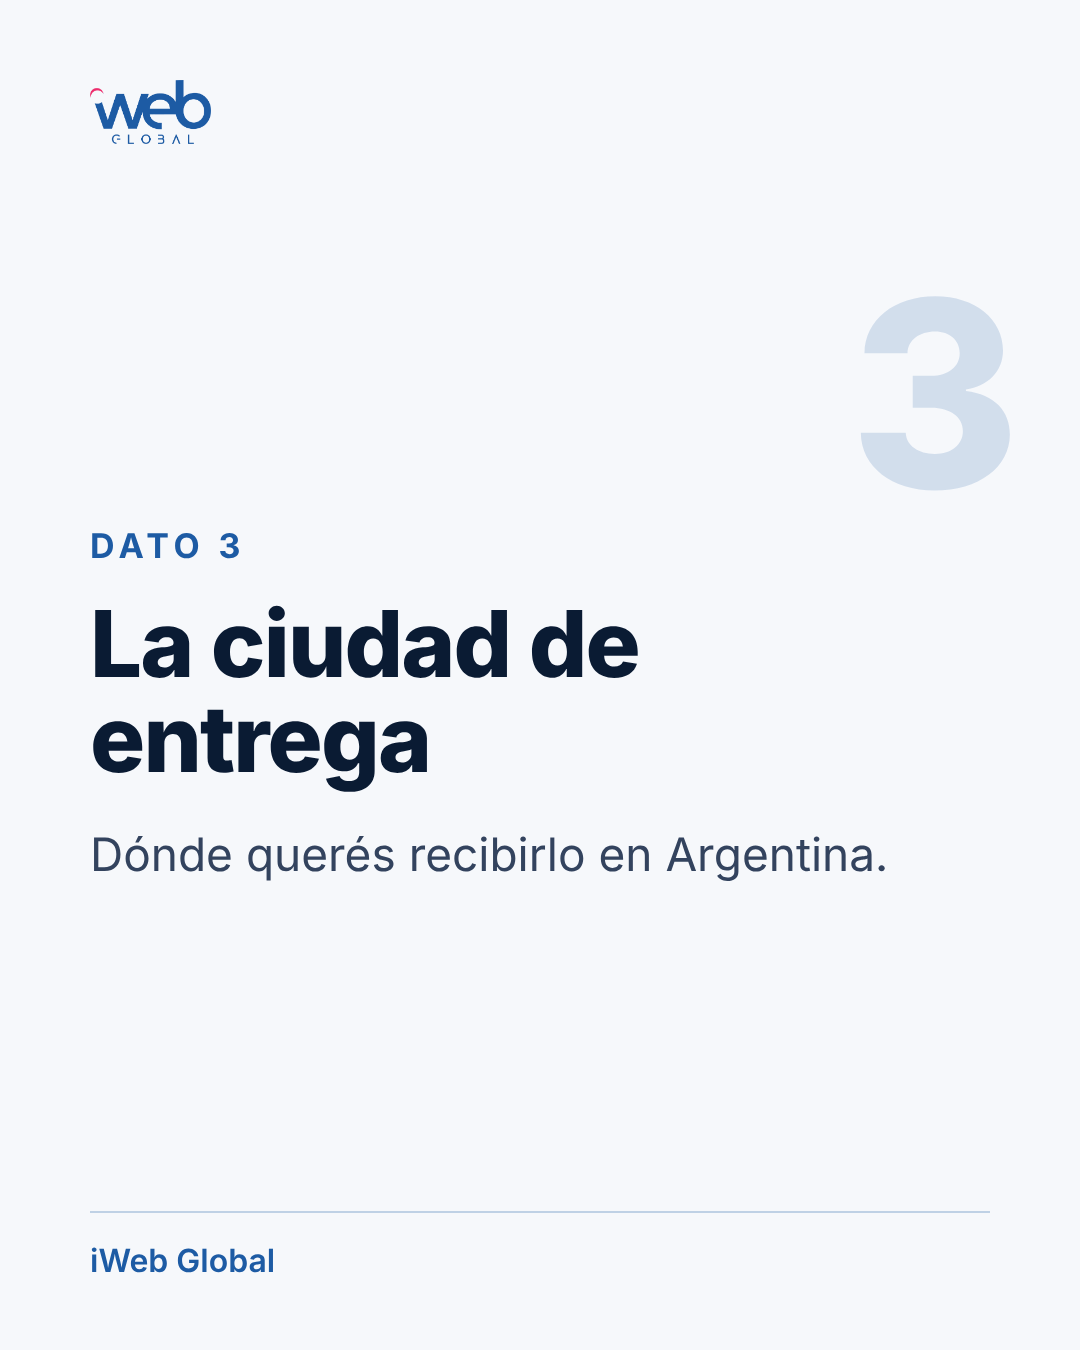 iweb
GLOBAL
3
DATO 3
La ciudad de
entrega
Dónde querés recibirlo en Argentina.
iWeb Global